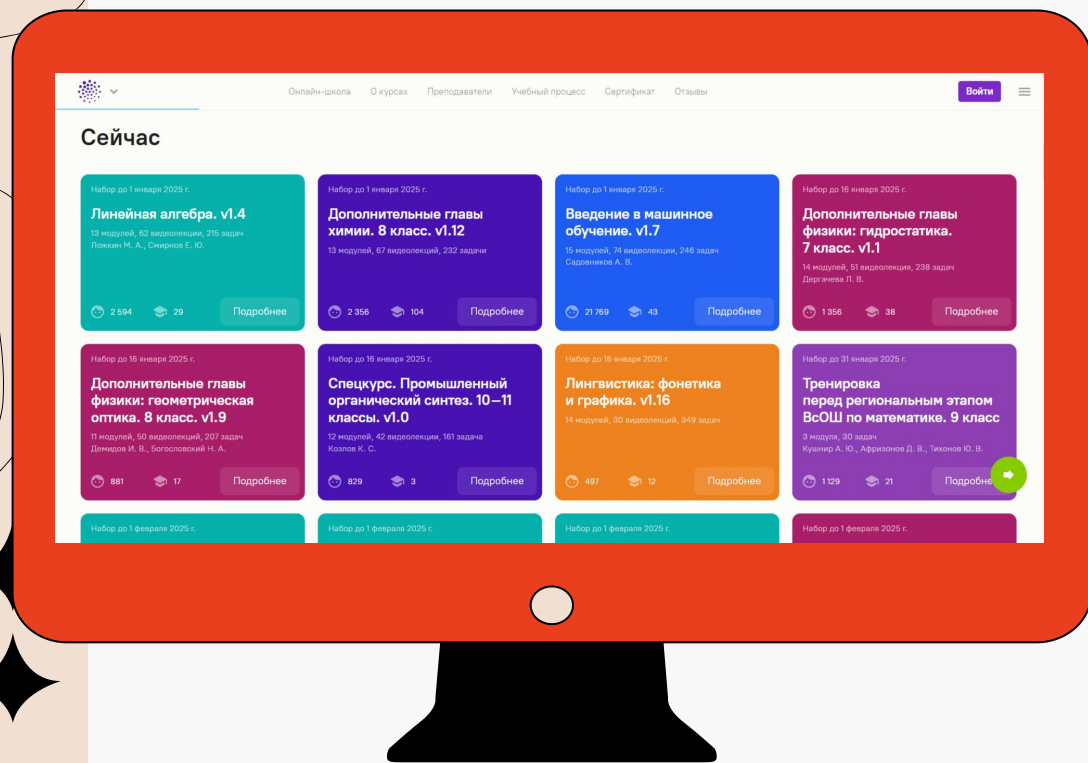 Онлайн-школа О курсах Преподаватели Учебный процесс Сертификат Отзывы Войти
Сейчас
Набор до 1 января 2025 г.
Линейная алгебра. v1.4
13 модулей, 62 видеолекции, 215 задач
Ложкин М. А., Смирнов Е. Ю.
2 594 29 Подробнее
Набор до 1 января 2025 г.
Дополнительные главы
химии. 8 класс. v1.12
13 модулей, 67 видеолекций, 232 задачи
2 356 104 Подробнее
Набор до 1 января 2025 г.
Введение в машинное
обучение. v1.7
15 модулей, 74 видеолекции, 246 задач
Садовников А. В.
21 769 43 Подробнее
Набор до 16 января 2025 г.
Дополнительные главы
физики: гидростатика.
7 класс. v1.1
14 модулей, 51 видеолекция, 238 задач
Дергачева Л. В.
1 356 38 Подробнее
Набор до 16 января 2025 г.
Дополнительные главы
физики: геометрическая
оптика. 8 класс. v1.9
11 модулей, 50 видеолекций, 207 задач
Демидов И. В., Богословский Н. А.
881 17 Подробнее
Набор до 16 января 2025 г.
Спецкурс. Промышленный
органический синтез. 10–11
классы. v1.0
12 модулей, 42 видеолекции, 161 задача
Козлов К. С.
829 3 Подробнее
Набор до 16 января 2025 г.
Лингвистика: фонетика
и графика. v1.16
14 модулей, 30 видеолекций, 349 задач
497 12 Подробнее
Набор до 31 января 2025 г.
Тренировка
перед региональным этапом
ВсОШ по математике. 9 класс
3 модуля, 30 задач
Кушнир А. Ю., Афризонов Д. В., Тихонов Ю. В.
1 129 21 Подробне
Набор до 1 февраля 2025 г.
Набор до 1 февраля 2025 г.
Набор до 1 февраля 2025 г.
Набор до 1 февраля 2025 г.